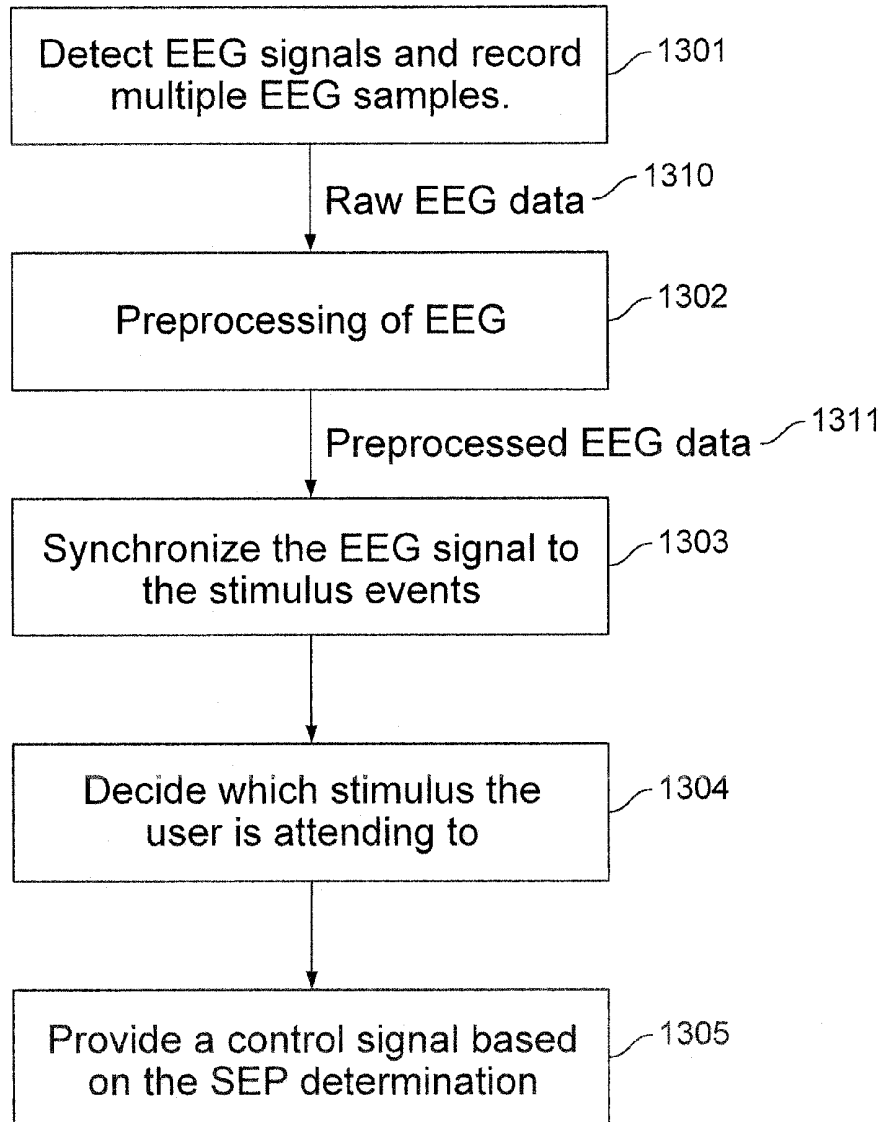 Detect EEG signals and record
multiple EEG samples.
1301
Raw EEG data
1310
Preprocessing of EEG
1302
Preprocessed EEG data
1311
Synchronize the EEG signal to
the stimulus events
1303
Decide which stimulus the
user is attending to
1304
Provide a control signal based
on the SEP determination
1305